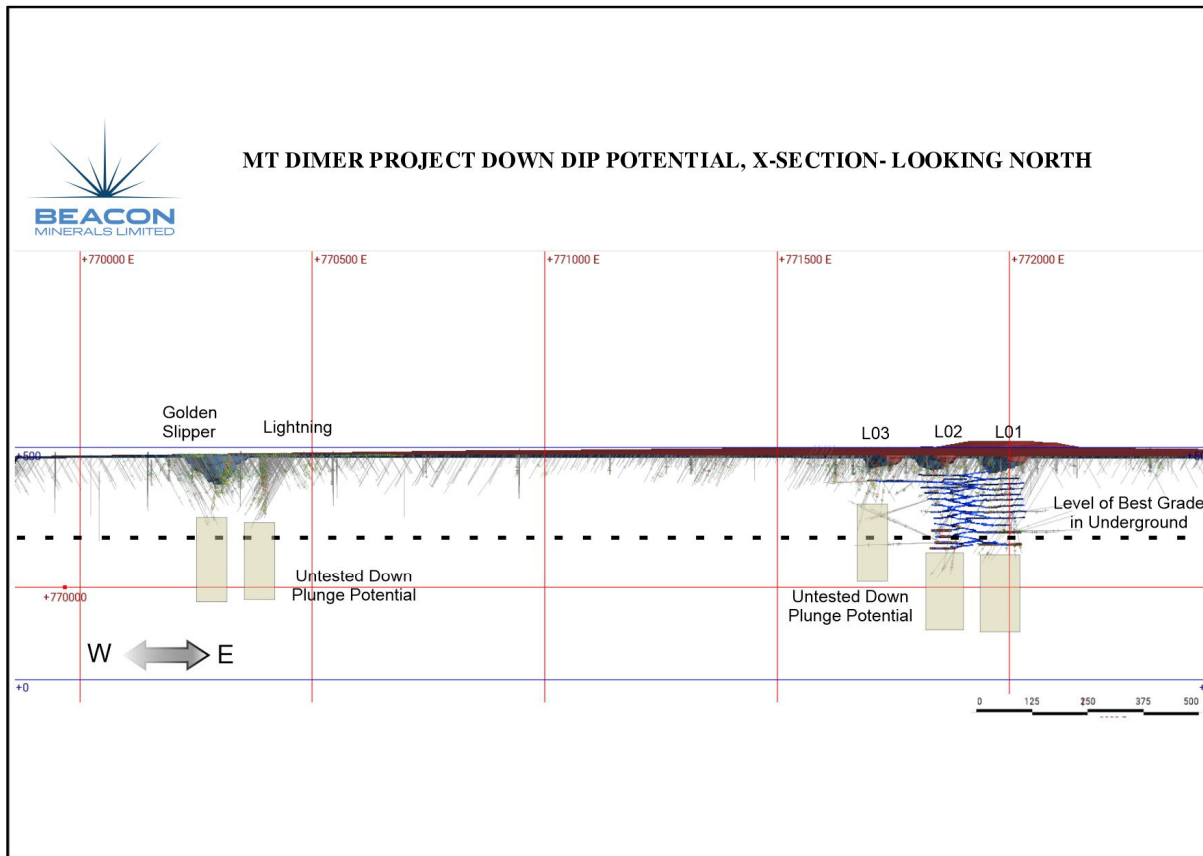 MT DIMER PROJECT DOWN DIP POTENTIAL, X-SECTION- LOOKING NORTH
BEACON
MINERALS LIMITED
+770000 E
+770500 E
+771000 E
+771500 E
+772000 E
Golden
Slipper
Lightning
L03
L02
L01
+500
Level of Best Grade
in Underground
Untested Down
Plunge Potential
Untested Down
Plunge Potential
+770000
W
E
+0
0
125
250
375
500